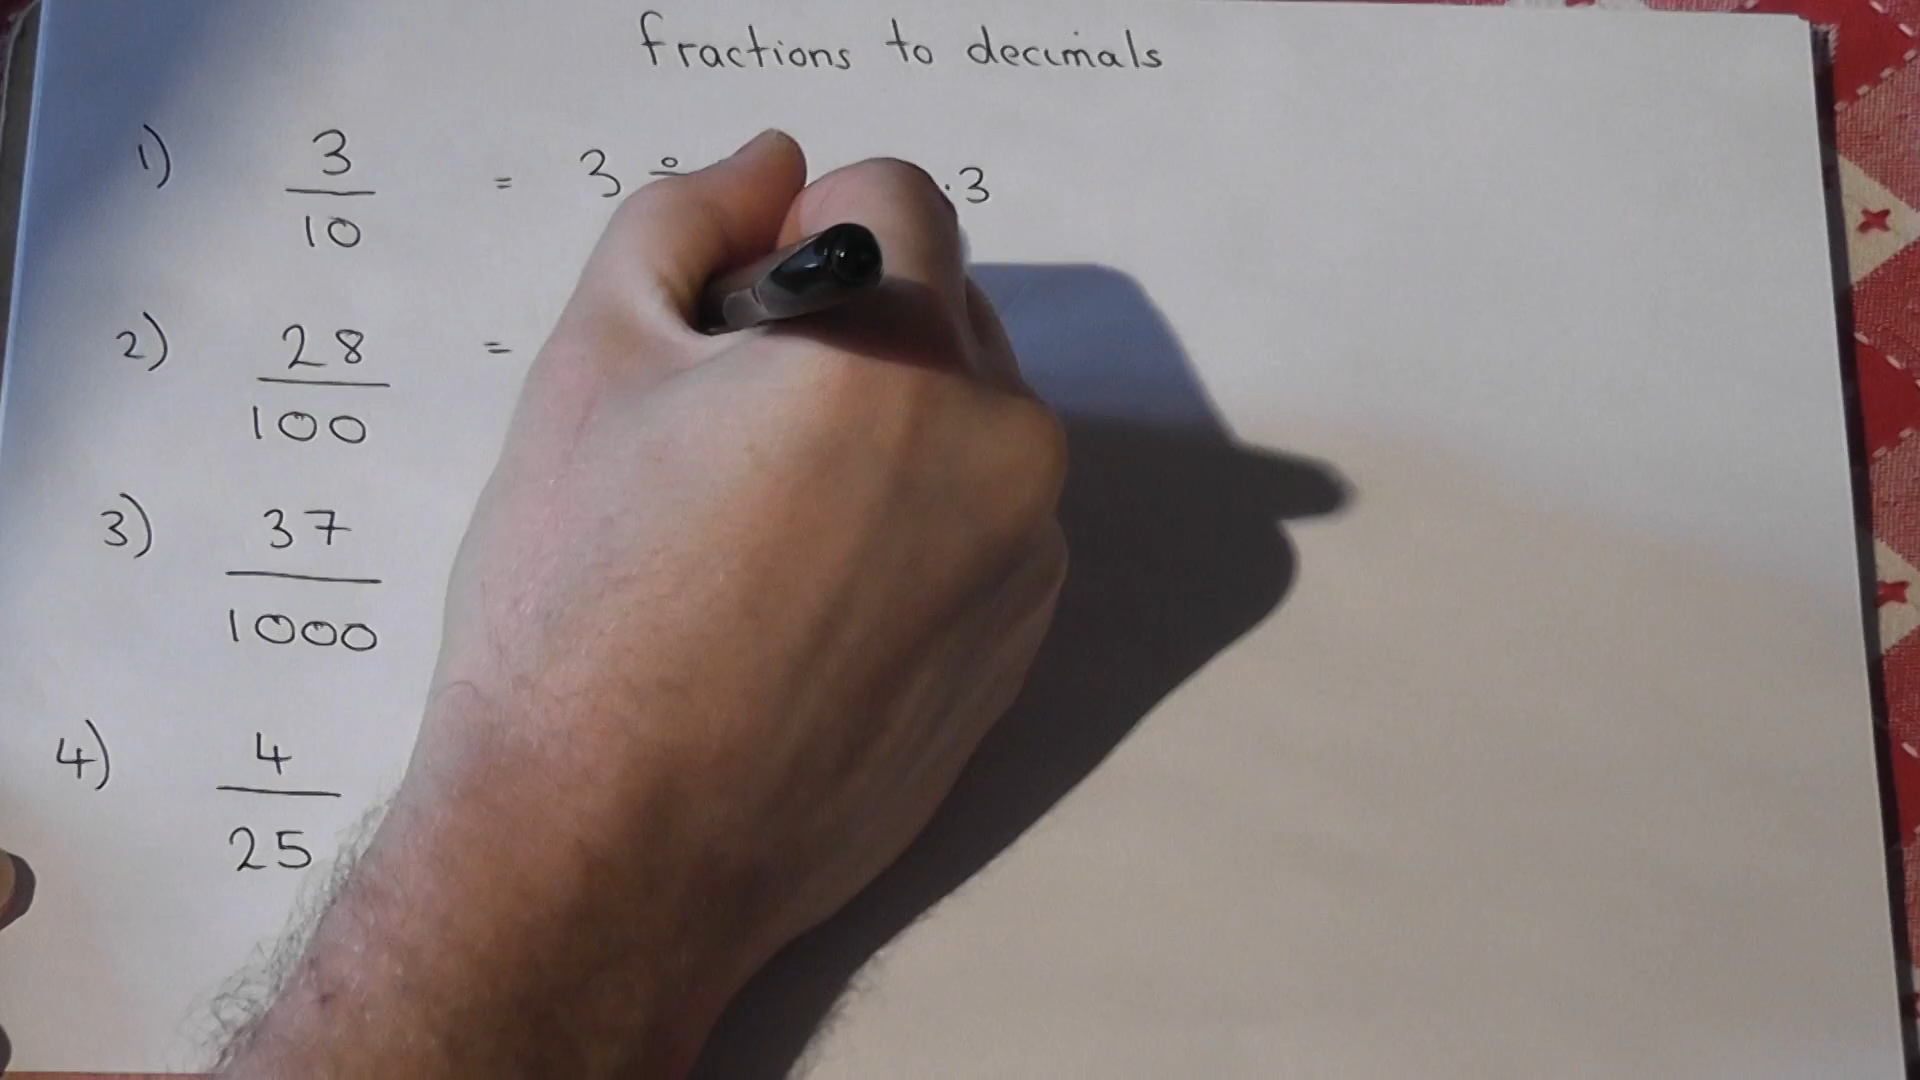 fractions to decimals
1) 3/10 = 3 ÷ .3
2) 28/100 =
3) 37/1000
4) 4/25